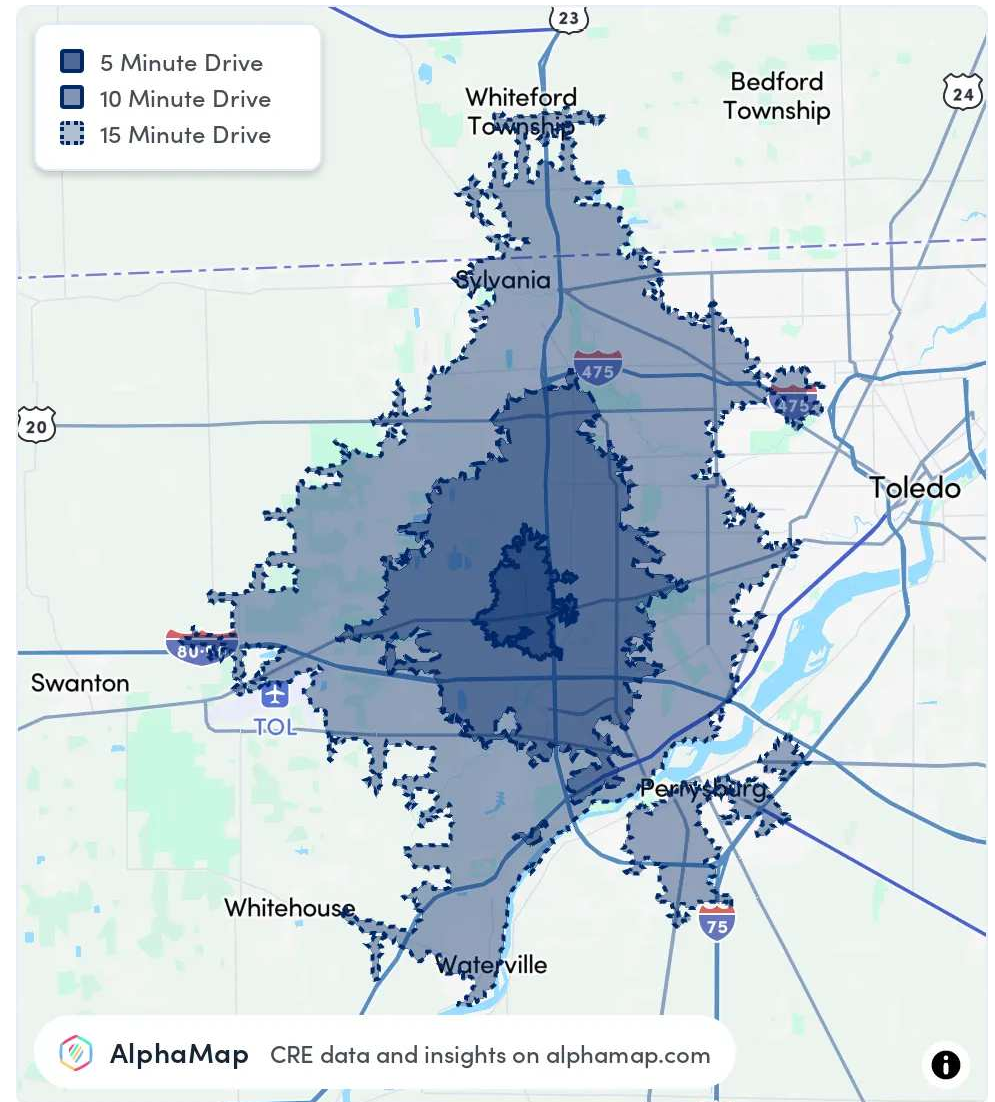 23
5 Minute Drive
10 Minute Drive
15 Minute Drive
Whiteford
Township
Bedford
Township
24
Sylvania
475
475
20
Toledo
Swanton
TOL
Perrysburg
Whitehouse
75
Waterville
AlphaMap CRE data and insights on alphamap.com